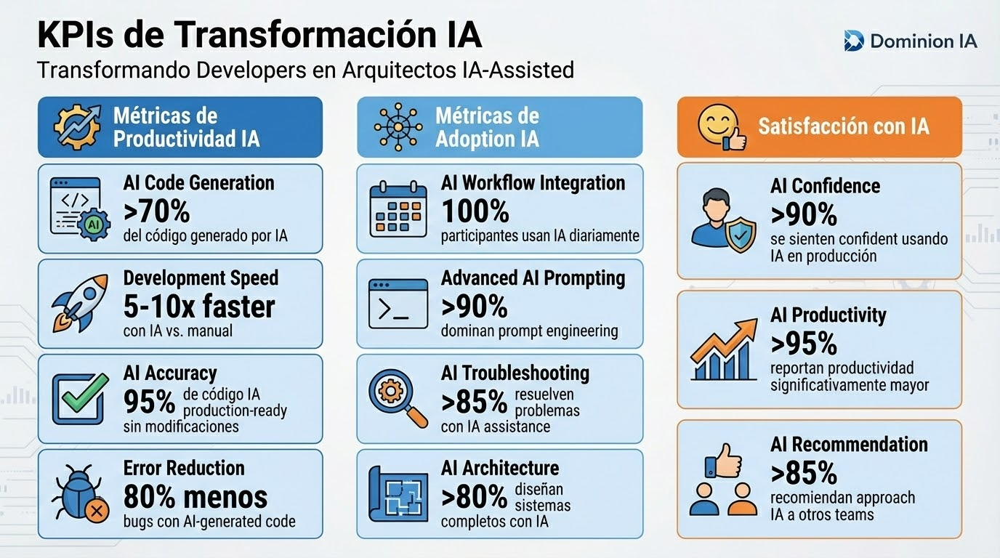 KPIs de Transformación IA
Transformando Developers en Arquitectos IA-Assisted
Dominion IA
Métricas de
Productividad IA
AI Code Generation
>70%
del código generado por IA
</>
AI
Development Speed
5-10x faster
con IA vs. manual
AI Accuracy
95% de código IA
production-ready
sin modificaciones
Error Reduction
80% menos
bugs con AI-generated code
Métricas de
Adoption IA
AI Workflow Integration
100%
participantes usan IA diariamente
Advanced AI Prompting
>90%
dominan prompt engineering
>_
AI Troubleshooting
>85% resuelven
problemas
con IA assistance
AI Architecture
>80% diseñan
sistemas
completos con IA
Satisfacción con IA
AI Confidence
>90%
se sienten confident usando
IA en producción
AI Productivity
>95%
reportan productividad
significativamente mayor
AI Recommendation
>85%
recomiendan approach
IA a otros teams